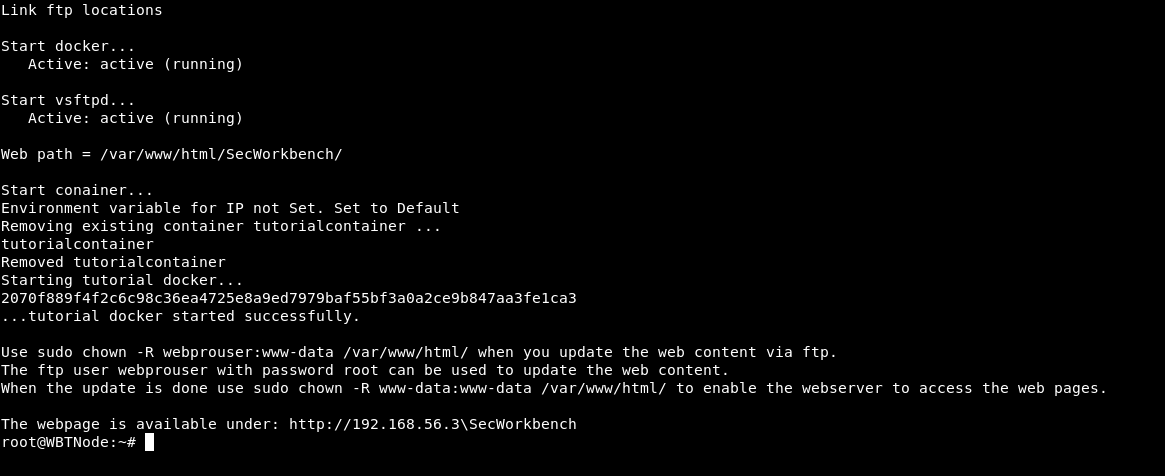 Link ftp locations
Start docker...
Active: active (running)
Start vsftpd...
Active: active (running)
Web path = /var/www/html/SecWorkbench/
Start conainer...
Environment variable for IP not Set. Set to Default
Removing existing container tutorialcontainer ...
tutorialcontainer
Removed tutorialcontainer
Starting tutorial docker...
2070f889f4f2c6c98c36ea4725e8a9ed7979baf55bf3a0a2ce9b847aa3fe1ca3
...tutorial docker started successfully.
Use sudo chown -R webprouser:www-data /var/www/html/ when you update the web content via ftp.
The ftp user webprouser with password root can be used to update the web content.
When the update is done use sudo chown -R www-data:www-data /var/www/html/ to enable the webserver to access the web pages.
The webpage is available under: http://192.168.56.3\SecWorkbench
root@WBTNode:~#